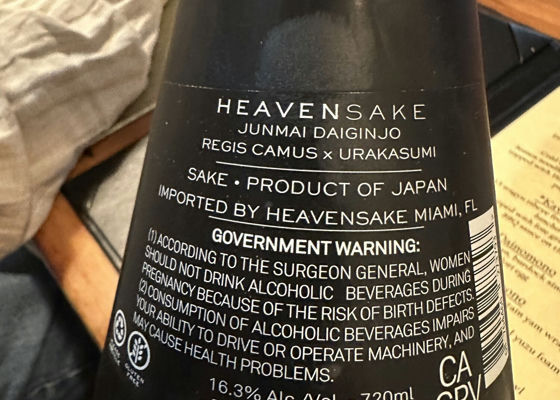 HEAVENSAKE
JUNMAI DAIGINJO
REGIS CAMUS x URAKASUMI
SAKE • PRODUCT OF JAPAN
IMPORTED BY HEAVENSAKE MIAMI, FL
GOVERNMENT WARNING:
(1) ACCORDING TO THE SURGEON GENERAL, WOMEN
SHOULD NOT DRINK ALCOHOLIC BEVERAGES DURING
PREGNANCY BECAUSE OF THE RISK OF BIRTH DEFECTS.
(2) CONSUMPTION OF ALCOHOLIC BEVERAGES IMPAIRS
YOUR ABILITY TO DRIVE OR OPERATE MACHINERY, AND
MAY CAUSE HEALTH PROBLEMS.
GLUTEN
FREE
16.3% Alc./Vol. 720ml
CA
CRV